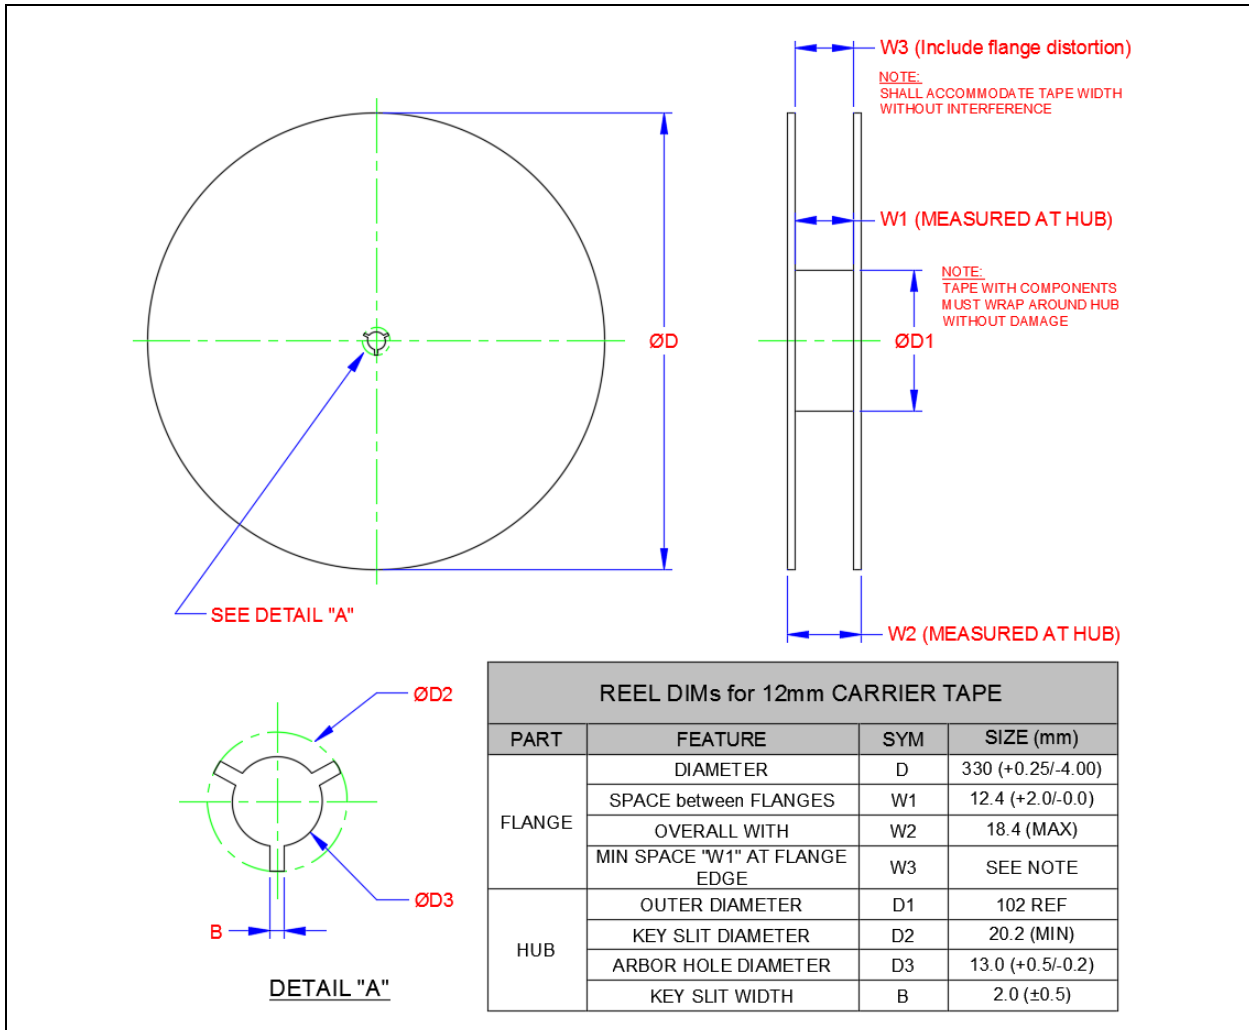 W3 (Include flange distortion)
NOTE:
SHALL ACCOMMODATE TAPE WIDTH
WITHOUT INTERFERENCE
W1 (MEASURED AT HUB)
NOTE:
TAPE WITH COMPONENTS
MUST WRAP AROUND HUB
WITHOUT DAMAGE
ØD
ØD1
SEE DETAIL "A"
W2 (MEASURED AT HUB)
ØD2
ØD3
B
DETAIL "A"
REEL DIMs for 12mm CARRIER TAPE
PART FEATURE SYM SIZE (mm)
FLANGE
DIAMETER D 330 (+0.25/-4.00)
SPACE between FLANGES W1 12.4 (+2.0/-0.0)
OVERALL WITH W2 18.4 (MAX)
MIN SPACE "W1" AT FLANGE
EDGE W3 SEE NOTE
HUB
OUTER DIAMETER D1 102 REF
KEY SLIT DIAMETER D2 20.2 (MIN)
ARBOR HOLE DIAMETER D3 13.0 (+0.5/-0.2)
KEY SLIT WIDTH B 2.0 (±0.5)